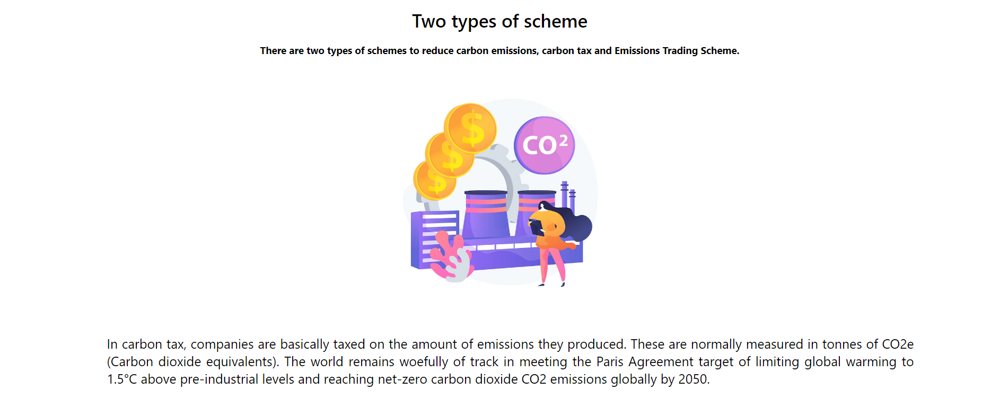 Two types of scheme
There are two types of schemes to reduce carbon emissions, carbon tax and Emissions Trading Scheme.
$
$
$
CO²
In carbon tax, companies are basically taxed on the amount of emissions they produced. These are normally measured in tonnes of CO2e
(Carbon dioxide equivalents). The world remains woefully of track in meeting the Paris Agreement target of limiting global warming to
1.5°C above pre-industrial levels and reaching net-zero carbon dioxide CO2 emissions globally by 2050.